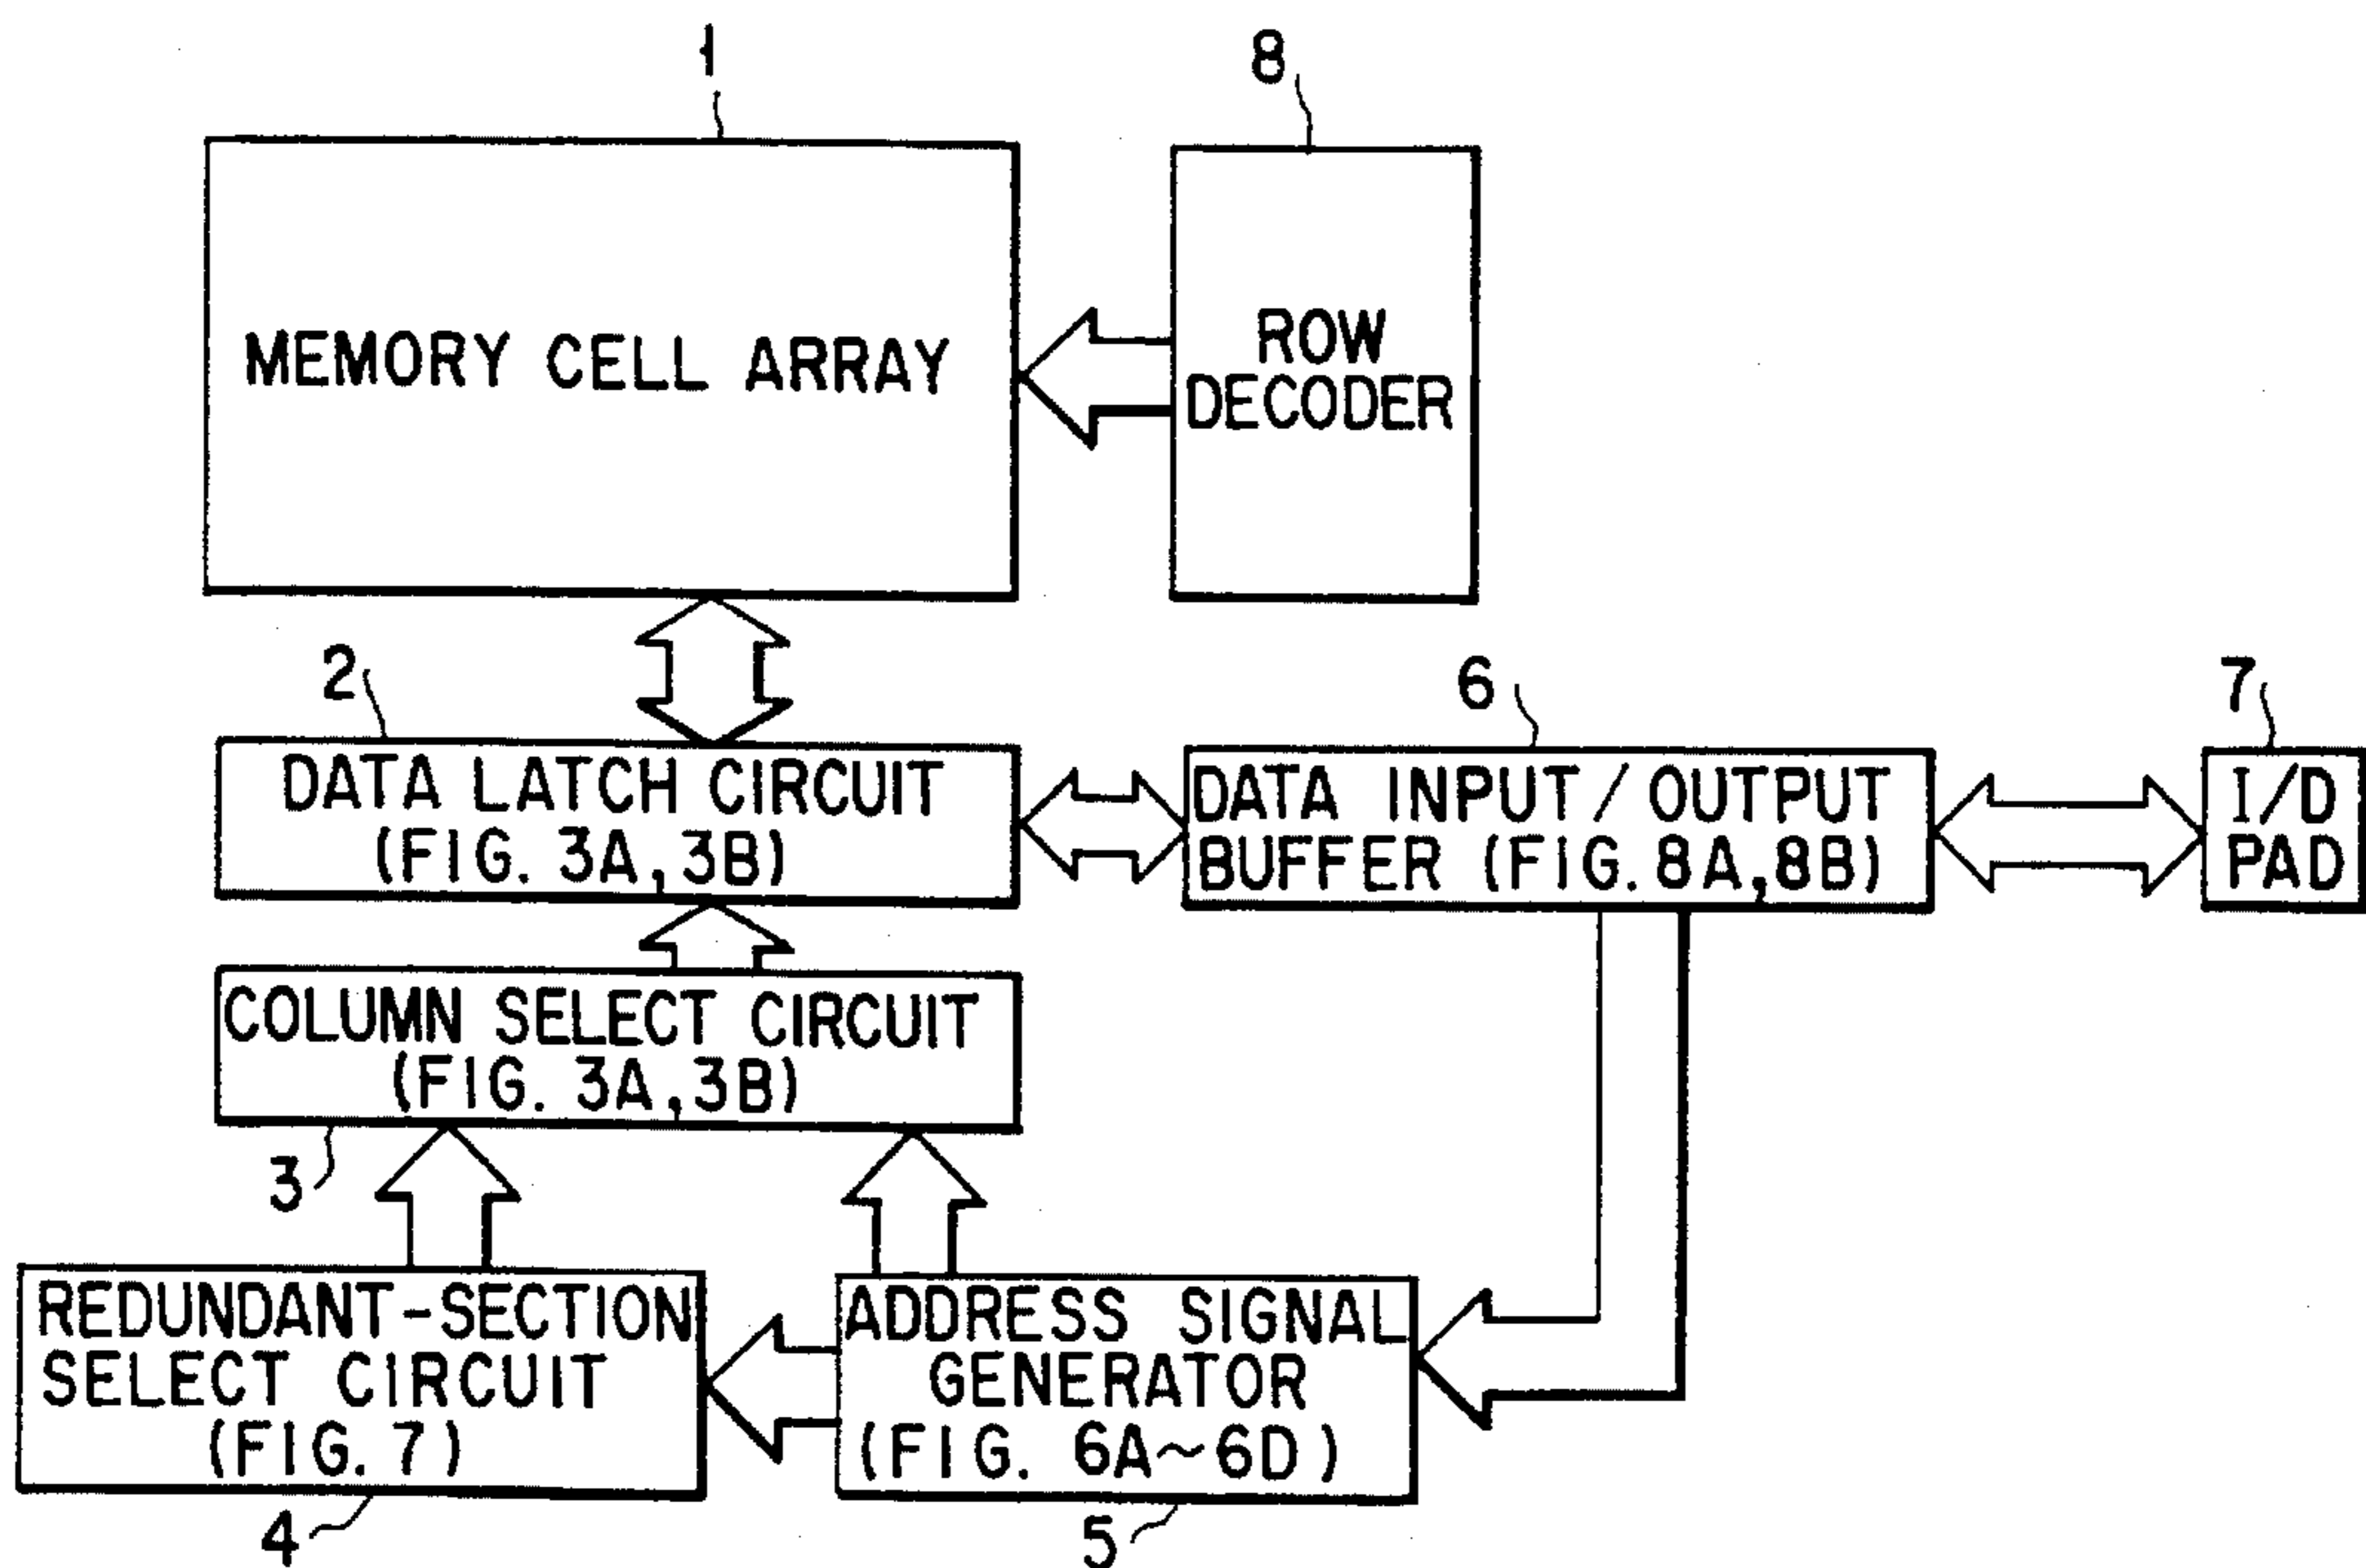 1
8
MEMORY CELL ARRAY
ROW
DECODER
2
6
7
DATA LATCH CIRCUIT
(FIG. 3A,3B)
DATA INPUT/OUTPUT
BUFFER (FIG. 8A,8B)
I/D
PAD
COLUMN SELECT CIRCUIT
(FIG. 3A,3B)
3
REDUNDANT-SECTION
SELECT CIRCUIT
(FIG. 7)
ADDRESS SIGNAL
GENERATOR
(FIG. 6A~6D)
4
5